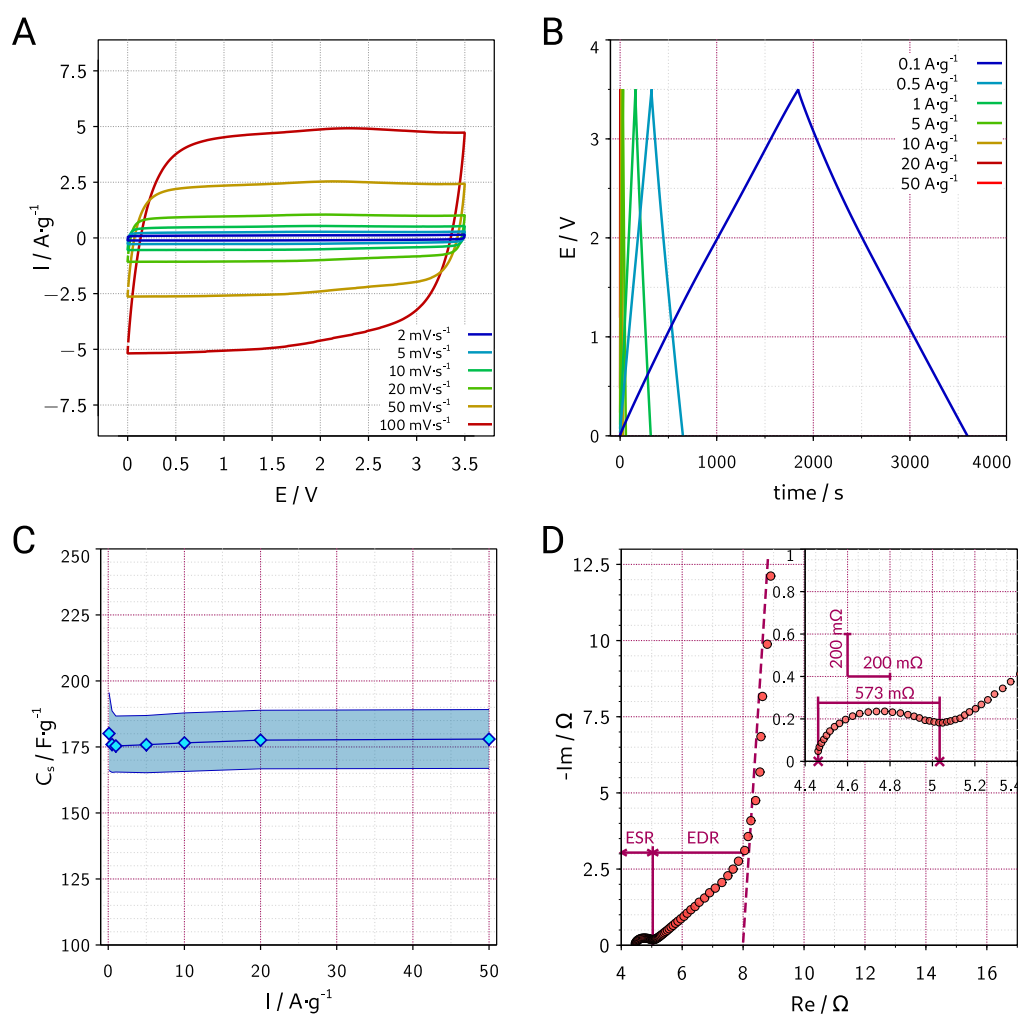 A
7.5
5
2.5
0
−2.5
−5
−7.5
I / A·g⁻¹
2 mV·s⁻¹
5 mV·s⁻¹
10 mV·s⁻¹
20 mV·s⁻¹
50 mV·s⁻¹
100 mV·s⁻¹
0 0.5 1 1.5 2 2.5 3 3.5
E / V
B
4
3
2
1
0
E / V
0.1 A·g⁻¹
0.5 A·g⁻¹
1 A·g⁻¹
5 A·g⁻¹
10 A·g⁻¹
20 A·g⁻¹
50 A·g⁻¹
0 1000 2000 3000 4000
time / s
C
250
225
200
175
150
125
100
Cₛ / F·g⁻¹
0 10 20 30 40 50
I / A·g⁻¹
D
12.5
10
7.5
5
2.5
0
-Im / Ω
ESR EDR
4 6 8 10 12 14 16
Re / Ω
1
0.8
0.6
0.4
0.2
0
200 mΩ
200 mΩ
573 mΩ
4.4 4.6 4.8 5 5.2 5.4